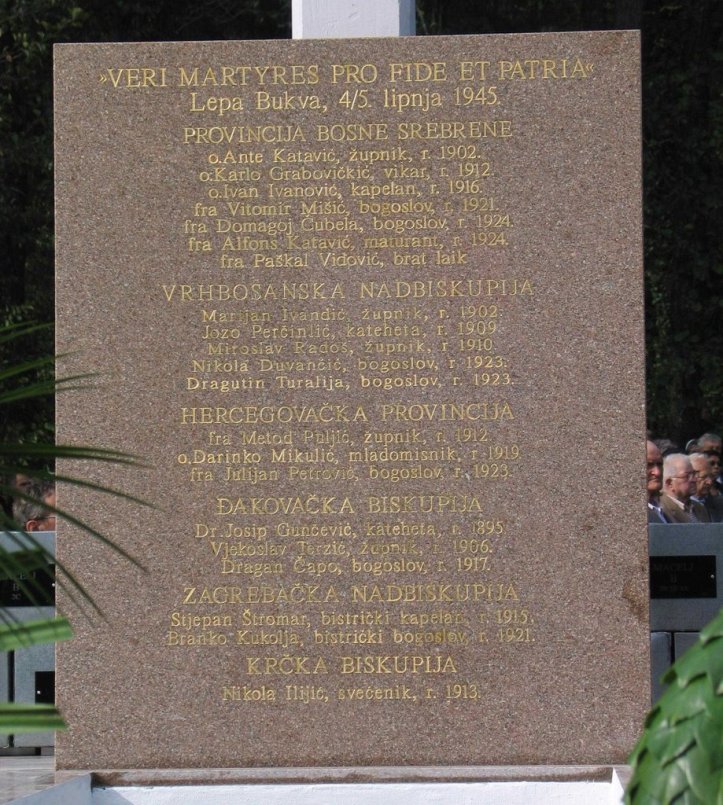 »VERI MARTYRES PRO FIDE ET PATRIA«
Lepa Bukva, 4/5. lipnja 1945.
PROVINCIJA BOSNE SREBRENE
o.Ante Katavić, župnik, r. 1902.
o.Karlo Grabovičkić, vikar, r. 1912.
o.Ivan Ivanović, kapelan, r. 1916.
fra Vitomir Mišić, bogoslov, r. 1921.
fra Domagoj Čubela, bogoslov, r. 1924.
fra Alfons Katavić, maturant, r. 1924.
fra Paškal Vidović, brat laik
VRHBOSANSKA NADBISKUPIJA
Marijan Ivandić, župnik, r. 1902.
Jozo Perčinlić, kateheta, r. 1909.
Miroslav Radoš, župnik, r. 1910.
Nikola Duvančić, bogoslov, r. 1923.
Dragutin Turalija, bogoslov, r. 1923.
HERCEGOVAČKA PROVINCIJA
fra Metod Puljić, župnik, r. 1912.
o.Darinko Mikulić, mladomisnik, r. 1919.
fra Julijan Petrović, bogoslov, r. 1923.
ĐAKOVAČKA BISKUPIJA
Dr.Josip Gunčević, kateheta, r. 1895.
Vjekoslav Terzić, župnik, r. 1906.
Dragan Čapo, bogoslov, r. 1917.
ZAGREBAČKA NADBISKUPIJA
Stjepan Štromar, bistrički kapelan, r. 1915.
Branko Kukolja, bistrički bogoslov, r. 1921.
KRČKA BISKUPIJA
Nikola Ilijić, svećenik, r. 1913.
MACELJ